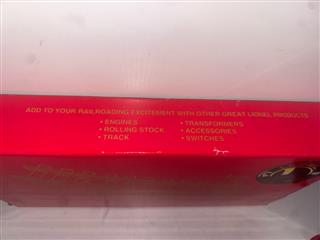 ADD TO YOUR RAILROADING EXCITEMENT WITH OTHER GREAT LIONEL PRODUCTS
• ENGINES • TRANSFORMERS
• ROLLING STOCK • ACCESSORIES
• TRACK • SWITCHES